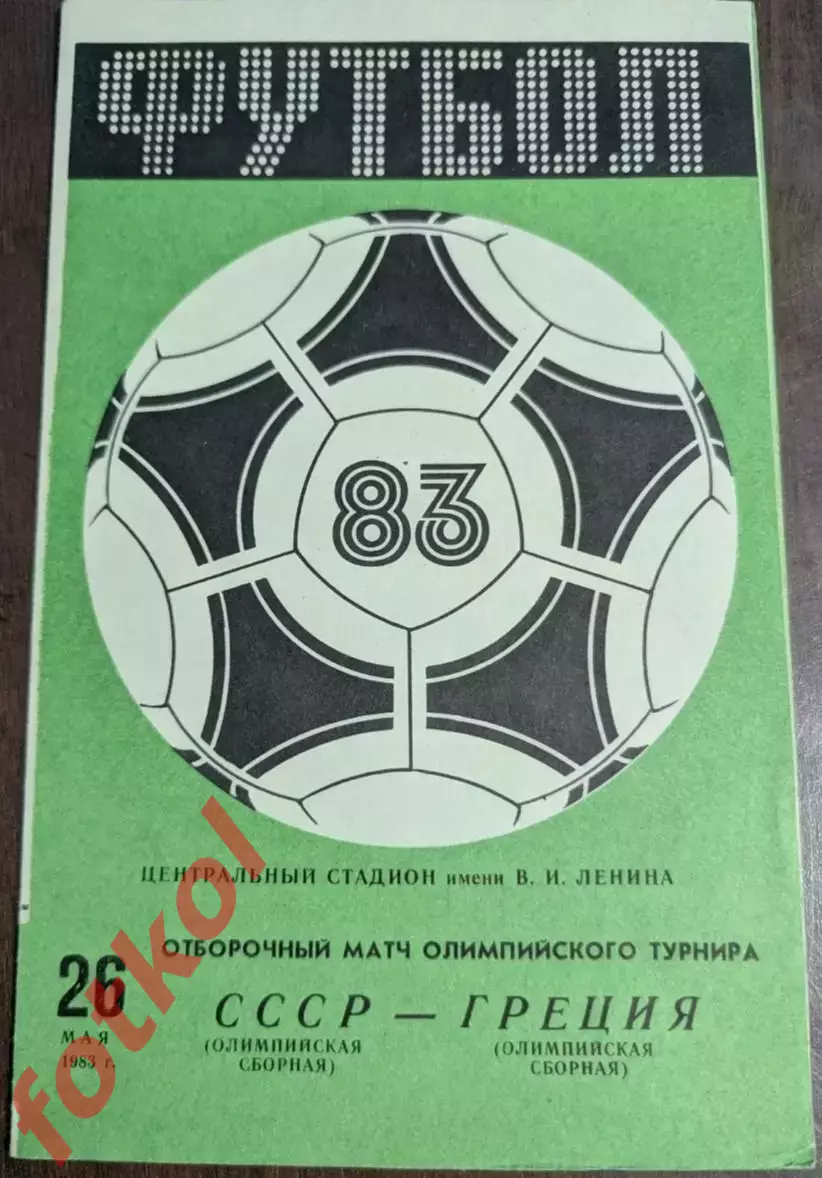 ФУТБОЛ
83
ЦЕНТРАЛЬНЫЙ СТАДИОН имени В. И. ЛЕНИНА
ОТБОРОЧНЫЙ МАТЧ ОЛИМПИЙСКОГО ТУРНИРА
26
МАЯ
1983 г.
СССР — ГРЕЦИЯ
(ОЛИМПИЙСКАЯ СБОРНАЯ) (ОЛИМПИЙСКАЯ СБОРНАЯ)
fotkol